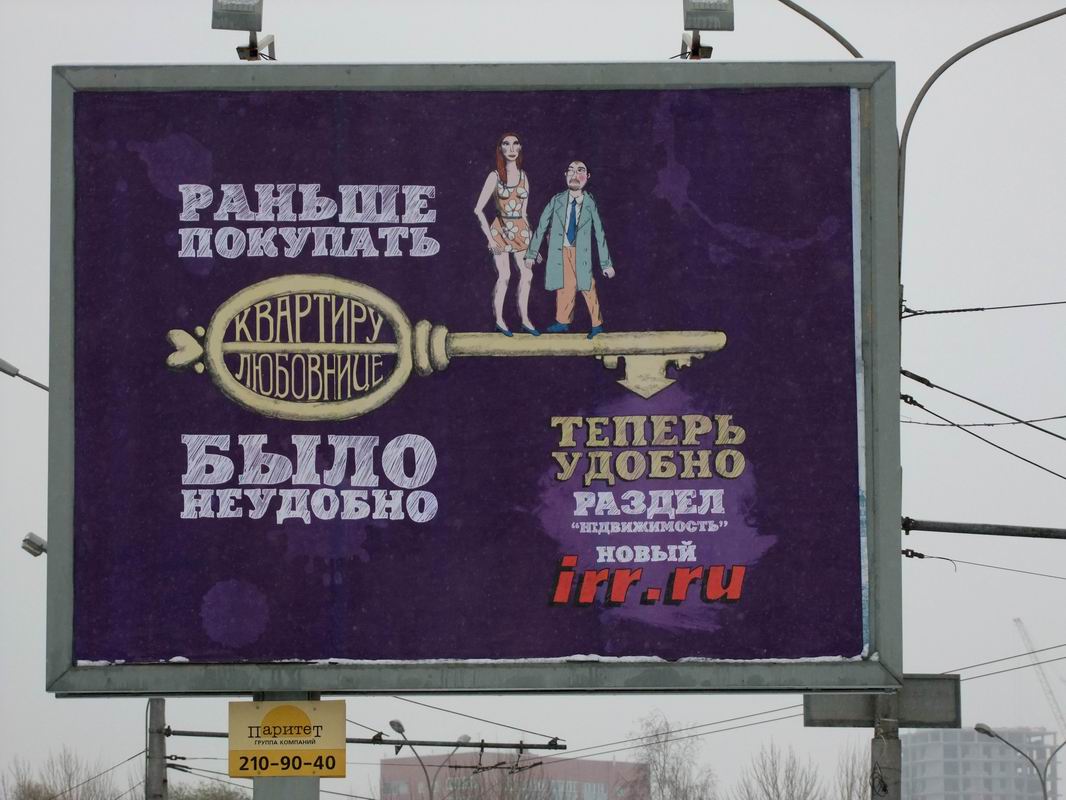 РАНЬШЕ
ПОКУПАТЬ
КВАРТИРУ
ЛЮБОВНИЦЕ
БЫЛО
НЕУДОБНО
ТЕПЕРЬ
УДОБНО
РАЗДЕЛ
"НЕДВИЖИМОСТЬ"
НОВЫЙ
irr.ru
паритет
ГРУППА КОМПАНИЙ
210-90-40